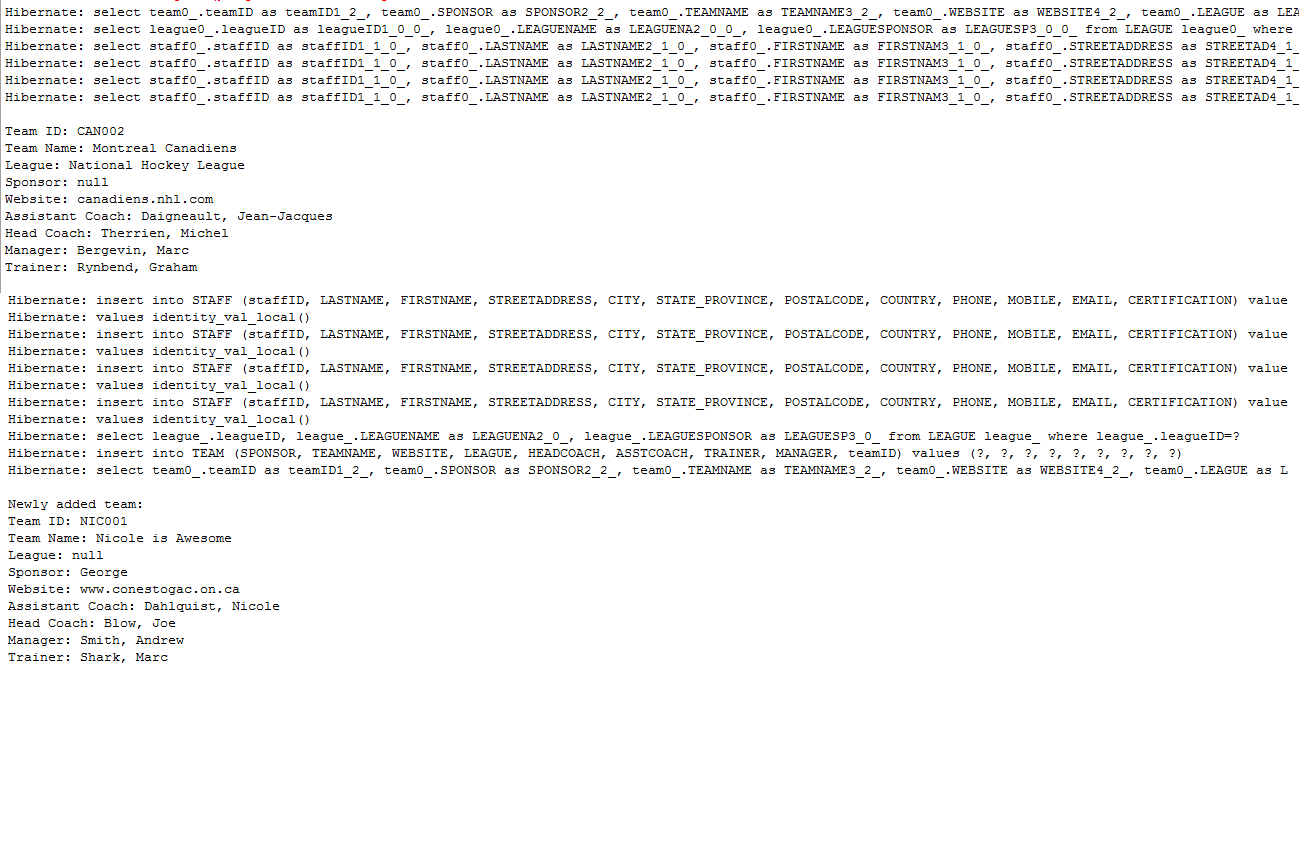 Hibernate: select team0_.teamID as teamID1_2_, team0_.SPONSOR as SPONSOR2_2_, team0_.TEAMNAME as TEAMNAME3_2_, team0_.WEBSITE as WEBSITE4_2_, team0_.LEAGUE as LEA
Hibernate: select league0_.leagueID as leagueID1_0_0_, league0_.LEAGUENAME as LEAGUENA2_0_0_, league0_.LEAGUESPONSOR as LEAGUESP3_0_0_ from LEAGUE league0_ where
Hibernate: select staff0_.staffID as staffID1_1_0_, staff0_.LASTNAME as LASTNAME2_1_0_, staff0_.FIRSTNAME as FIRSTNAM3_1_0_, staff0_.STREETADDRESS as STREETAD4_1_
Hibernate: select staff0_.staffID as staffID1_1_0_, staff0_.LASTNAME as LASTNAME2_1_0_, staff0_.FIRSTNAME as FIRSTNAM3_1_0_, staff0_.STREETADDRESS as STREETAD4_1_
Hibernate: select staff0_.staffID as staffID1_1_0_, staff0_.LASTNAME as LASTNAME2_1_0_, staff0_.FIRSTNAME as FIRSTNAM3_1_0_, staff0_.STREETADDRESS as STREETAD4_1_
Hibernate: select staff0_.staffID as staffID1_1_0_, staff0_.LASTNAME as LASTNAME2_1_0_, staff0_.FIRSTNAME as FIRSTNAM3_1_0_, staff0_.STREETADDRESS as STREETAD4_1_
Team ID: CAN002
Team Name: Montreal Canadiens
League: National Hockey League
Sponsor: null
Website: canadiens.nhl.com
Assistant Coach: Daigneault, Jean-Jacques
Head Coach: Therrien, Michel
Manager: Bergevin, Marc
Trainer: Rynbend, Graham
Hibernate: insert into STAFF (staffID, LASTNAME, FIRSTNAME, STREETADDRESS, CITY, STATE_PROVINCE, POSTALCODE, COUNTRY, PHONE, MOBILE, EMAIL, CERTIFICATION) value
Hibernate: values identity_val_local()
Hibernate: insert into STAFF (staffID, LASTNAME, FIRSTNAME, STREETADDRESS, CITY, STATE_PROVINCE, POSTALCODE, COUNTRY, PHONE, MOBILE, EMAIL, CERTIFICATION) value
Hibernate: values identity_val_local()
Hibernate: insert into STAFF (staffID, LASTNAME, FIRSTNAME, STREETADDRESS, CITY, STATE_PROVINCE, POSTALCODE, COUNTRY, PHONE, MOBILE, EMAIL, CERTIFICATION) value
Hibernate: values identity_val_local()
Hibernate: insert into STAFF (staffID, LASTNAME, FIRSTNAME, STREETADDRESS, CITY, STATE_PROVINCE, POSTALCODE, COUNTRY, PHONE, MOBILE, EMAIL, CERTIFICATION) value
Hibernate: values identity_val_local()
Hibernate: select league_.leagueID, league_.LEAGUENAME as LEAGUENA2_0_, league_.LEAGUESPONSOR as LEAGUESP3_0_ from LEAGUE league_ where league_.leagueID=?
Hibernate: insert into TEAM (SPONSOR, TEAMNAME, WEBSITE, LEAGUE, HEADCOACH, ASSTCOACH, TRAINER, MANAGER, teamID) values (?, ?, ?, ?, ?, ?, ?, ?, ?)
Hibernate: select team0_.teamID as teamID1_2_, team0_.SPONSOR as SPONSOR2_2_, team0_.TEAMNAME as TEAMNAME3_2_, team0_.WEBSITE as WEBSITE4_2_, team0_.LEAGUE as L
Newly added team:
Team ID: NIC001
Team Name: Nicole is Awesome
League: null
Sponsor: George
Website: www.conestogac.on.ca
Assistant Coach: Dahlquist, Nicole
Head Coach: Blow, Joe
Manager: Smith, Andrew
Trainer: Shark, Marc